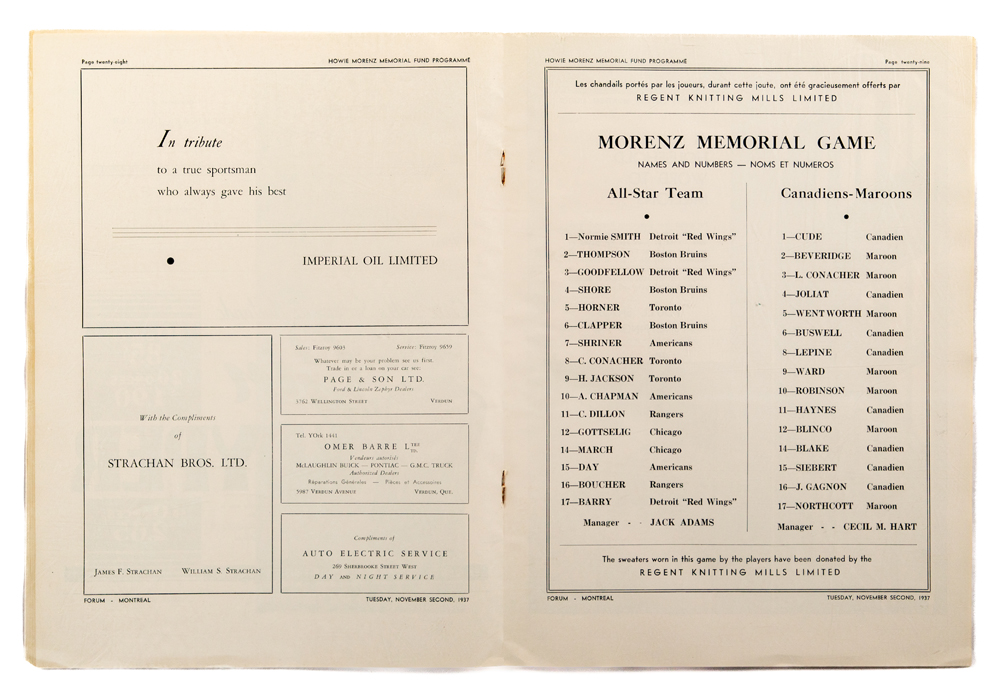 Page twenty-eight HOWIE MORENZ MEMORIAL FUND PROGRAMME
In tribute
to a true sportsman
who always gave his best
IMPERIAL OIL LIMITED
With the Compliments
of
STRACHAN BROS. LTD.
JAMES F. STRACHAN WILLIAM S. STRACHAN
Sales: Fitzroy 9603 Service: Fitzroy 9659
Whatever may be your problem see us first.
Trade in or a loan on your car see:
PAGE & SON LTD.
Ford & Lincoln Zephyr Dealers
3762 WELLINGTON STREET VERDUN
Tel. YOrk 1441
OMER BARRE LTÉE LTD.
Vendeurs autorisés
MCLAUGHLIN BUICK — PONTIAC — G.M.C. TRUCK
Authorized Dealers
Réparations Générales — Pièces et Accessoires
5987 VERDUN AVENUE VERDUN, QUE.
Compliments of
AUTO ELECTRIC SERVICE
289 SHERBROOKE STREET WEST
DAY AND NIGHT SERVICE
FORUM - MONTREAL TUESDAY, NOVEMBER SECOND, 1937
HOWIE MORENZ MEMORIAL FUND PROGRAMME Page twenty-nine
Les chandails portés par les joueurs, durant cette joute, ont été gracieusement offerts par
REGENT KNITTING MILLS LIMITED
MORENZ MEMORIAL GAME
NAMES AND NUMBERS — NOMS ET NUMEROS
All-Star Team
1—Normie SMITH Detroit "Red Wings"
2—THOMPSON Boston Bruins
3—GOODFELLOW Detroit "Red Wings"
4—SHORE Boston Bruins
5—HORNER Toronto
6—CLAPPER Boston Bruins
7—SHRINER Americans
8—C. CONACHER Toronto
9—H. JACKSON Toronto
10—A. CHAPMAN Americans
11—C. DILLON Rangers
12—GOTTSELIG Chicago
14—MARCH Chicago
15—DAY Americans
16—BOUCHER Rangers
17—BARRY Detroit "Red Wings"
Manager - - JACK ADAMS
Canadiens-Maroons
1—CUDE Canadien
2—BEVERIDGE Maroon
3—L. CONACHER Maroon
4—JOLIAT Canadien
5—WENTWORTH Maroon
6—BUSWELL Canadien
8—LEPINE Canadien
9—WARD Maroon
10—ROBINSON Maroon
11—HAYNES Canadien
12—BLINCO Maroon
14—BLAKE Canadien
15—SIEBERT Canadien
16—J. GAGNON Canadien
17—NORTHCOTT Maroon
Manager - - CECIL M. HART
The sweaters worn in this game by the players have been donated by the
REGENT KNITTING MILLS LIMITED
FORUM - MONTREAL TUESDAY, NOVEMBER SECOND, 1937